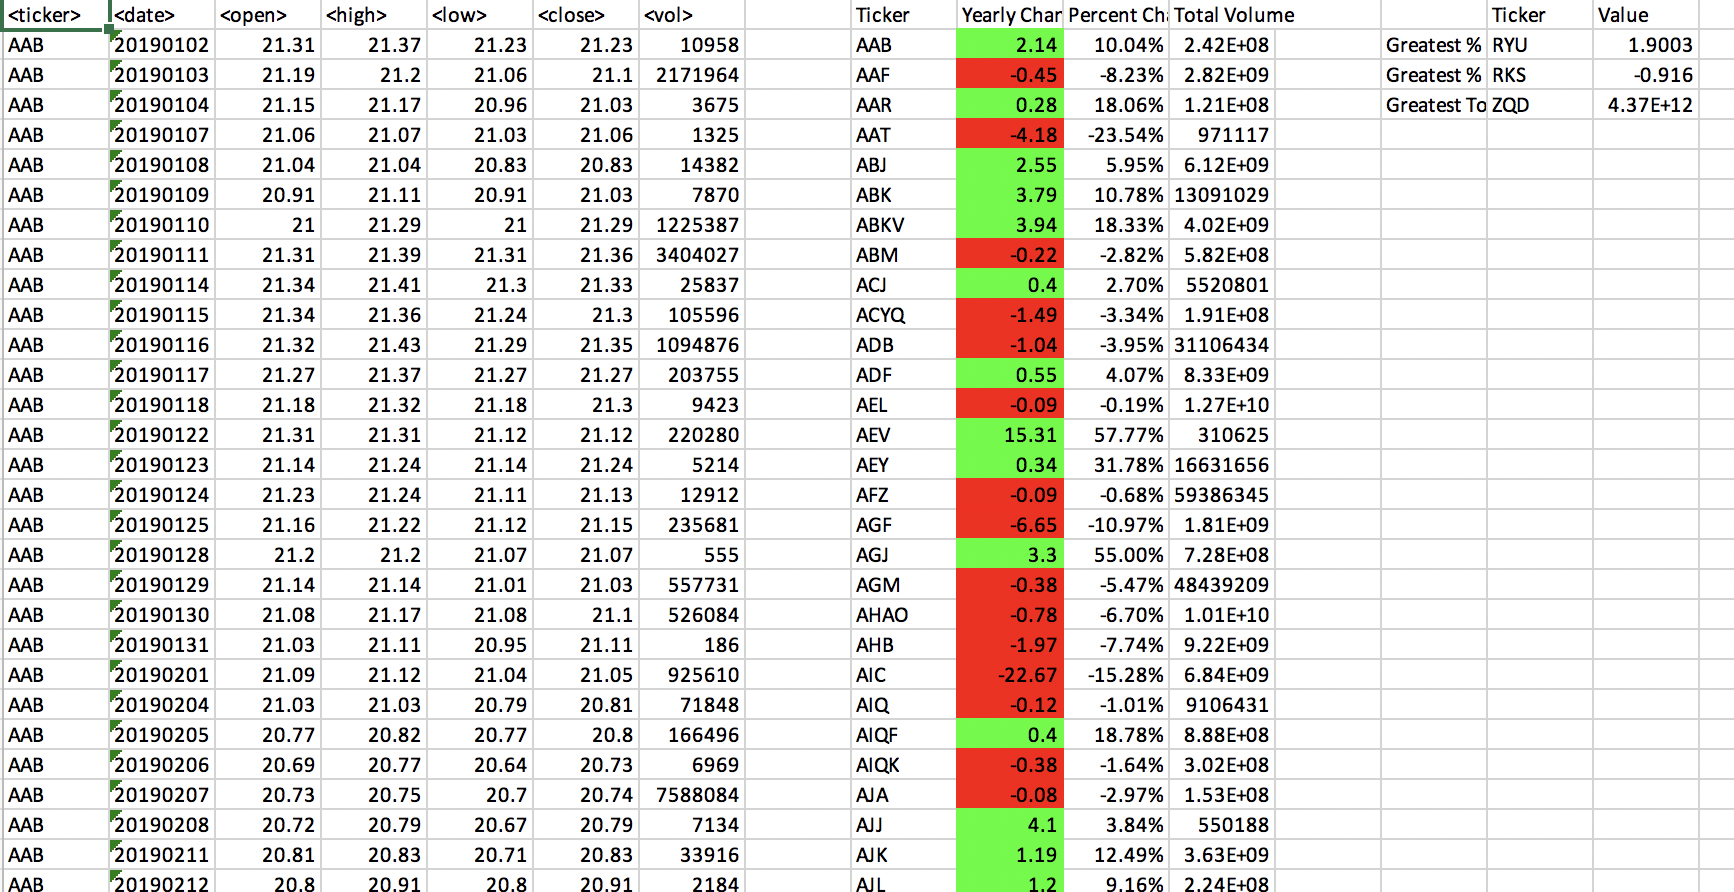 <ticker> <date> <open> <high> <low> <close> <vol> Ticker Yearly Char Percent Ch Total Volume Ticker Value
AAB 20190102 21.31 21.37 21.23 21.23 10958 AAB 2.14 10.04% 2.42E+08 Greatest % RYU 1.9003
AAB 20190103 21.19 21.2 21.06 21.1 2171964 AAF -0.45 -8.23% 2.82E+09 Greatest % RKS -0.916
AAB 20190104 21.15 21.17 20.96 21.03 3675 AAR 0.28 18.06% 1.21E+08 Greatest To ZQD 4.37E+12
AAB 20190107 21.06 21.07 21.03 21.06 1325 AAT -4.18 -23.54% 971117
AAB 20190108 21.04 21.04 20.83 20.83 14382 ABJ 2.55 5.95% 6.12E+09
AAB 20190109 20.91 21.11 20.91 21.03 7870 ABK 3.79 10.78% 13091029
AAB 20190110 21 21.29 21 21.29 1225387 ABKV 3.94 18.33% 4.02E+09
AAB 20190111 21.31 21.39 21.31 21.36 3404027 ABM -0.22 -2.82% 5.82E+08
AAB 20190114 21.34 21.41 21.3 21.33 25837 ACJ 0.4 2.70% 5520801
AAB 20190115 21.34 21.36 21.24 21.3 105596 ACYQ -1.49 -3.34% 1.91E+08
AAB 20190116 21.32 21.43 21.29 21.35 1094876 ADB -1.04 -3.95% 31106434
AAB 20190117 21.27 21.37 21.27 21.27 203755 ADF 0.55 4.07% 8.33E+09
AAB 20190118 21.18 21.32 21.18 21.3 9423 AEL -0.09 -0.19% 1.27E+10
AAB 20190122 21.31 21.31 21.12 21.12 220280 AEV 15.31 57.77% 310625
AAB 20190123 21.14 21.24 21.14 21.24 5214 AEY 0.34 31.78% 16631656
AAB 20190124 21.23 21.24 21.11 21.13 12912 AFZ -0.09 -0.68% 59386345
AAB 20190125 21.16 21.22 21.12 21.15 235681 AGF -6.65 -10.97% 1.81E+09
AAB 20190128 21.2 21.2 21.07 21.07 555 AGJ 3.3 55.00% 7.28E+08
AAB 20190129 21.14 21.14 21.01 21.03 557731 AGM -0.38 -5.47% 48439209
AAB 20190130 21.08 21.17 21.08 21.1 526084 AHAO -0.78 -6.70% 1.01E+10
AAB 20190131 21.03 21.11 20.95 21.11 186 AHB -1.97 -7.74% 9.22E+09
AAB 20190201 21.09 21.12 21.04 21.05 925610 AIC -22.67 -15.28% 6.84E+09
AAB 20190204 21.03 21.03 20.79 20.81 71848 AIQ -0.12 -1.01% 9106431
AAB 20190205 20.77 20.82 20.77 20.8 166496 AIQF 0.4 18.78% 8.88E+08
AAB 20190206 20.69 20.77 20.64 20.73 6969 AIQK -0.38 -1.64% 3.02E+08
AAB 20190207 20.73 20.75 20.7 20.74 7588084 AJA -0.08 -2.97% 1.53E+08
AAB 20190208 20.72 20.79 20.67 20.79 7134 AJJ 4.1 3.84% 550188
AAB 20190211 20.81 20.83 20.71 20.83 33916 AJK 1.19 12.49% 3.63E+09
AAB 20190212 20.8 20.91 20.8 20.91 2184 AJL 1.2 9.16% 2.24E+08